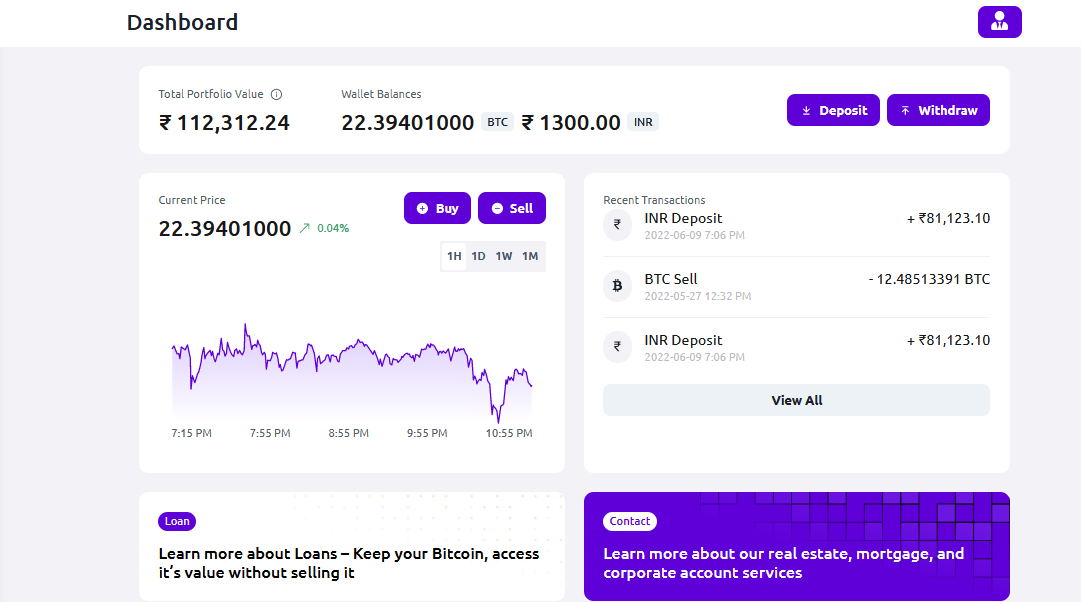 Dashboard
Total Portfolio Value
₹ 112,312.24
Wallet Balances
22.39401000 BTC ₹ 1300.00 INR
Deposit
Withdraw
Current Price
22.39401000 0.04%
Buy
Sell
1H 1D 1W 1M
7:15 PM 7:55 PM 8:55 PM 9:55 PM 10:55 PM
Recent Transactions
₹ INR Deposit + ₹81,123.10
2022-06-09 7:06 PM
BTC Sell - 12.48513391 BTC
2022-05-27 12:32 PM
₹ INR Deposit + ₹81,123.10
2022-06-09 7:06 PM
View All
Loan
Learn more about Loans – Keep your Bitcoin, access
it’s value without selling it
Contact
Learn more about our real estate, mortgage, and
corporate account services